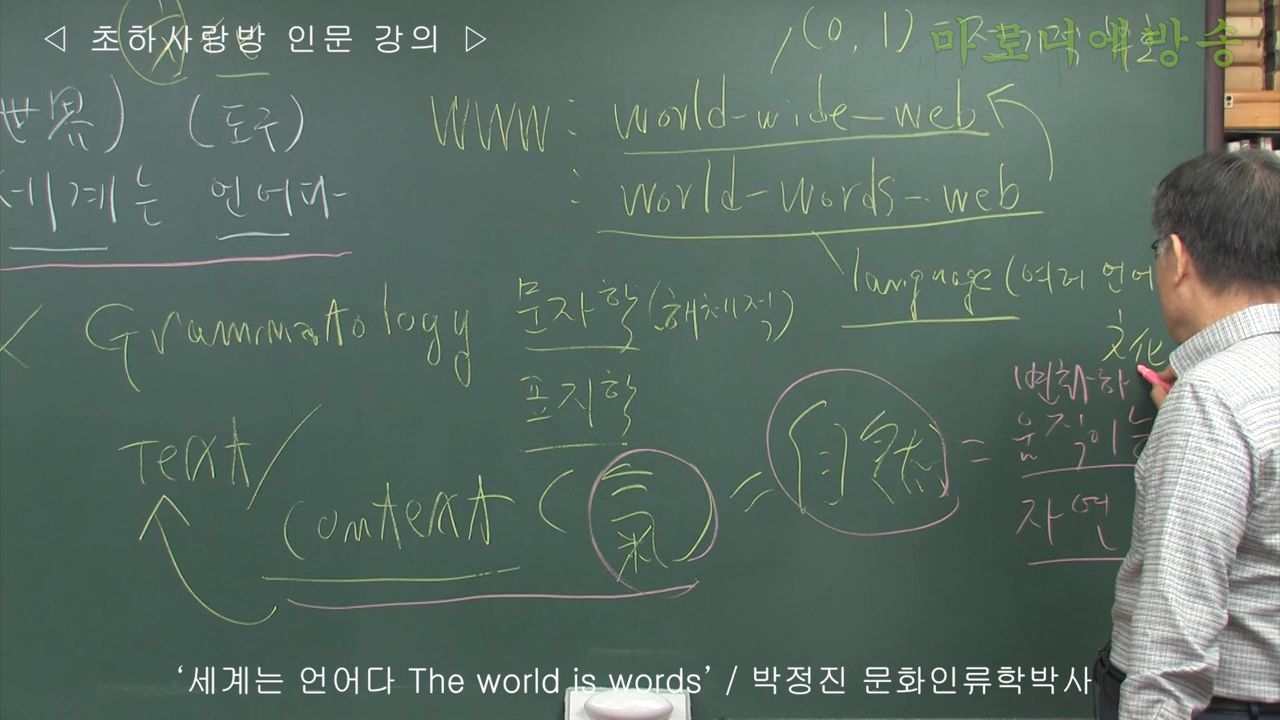 ◁ 초하사랑방 인문 강의 ▷
마로니에방송
(0, 1)
世界) (토구)
WWW : world-wide-web
: world-words-web
세계는 언어다
language (여러 언어
Grammatology 문자학 (해체적)
표지학
文化
변화하
움직이는
자연
Text/
Context (氣) = 自然 =
‘세계는 언어다 The world is words’ / 박정진 문화인류학박사